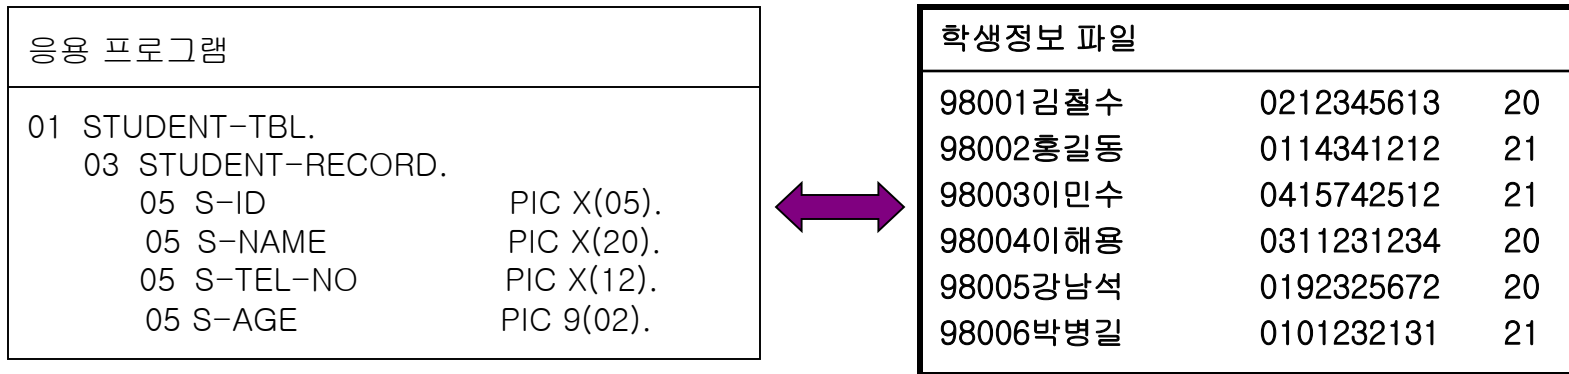 응용 프로그램
01 STUDENT-TBL.
03 STUDENT-RECORD.
05 S-ID PIC X(05).
05 S-NAME PIC X(20).
05 S-TEL-NO PIC X(12).
05 S-AGE PIC 9(02).
학생정보 파일
98001김철수 0212345613 20
98002홍길동 0114341212 21
98003이민수 0415742512 21
98004이해용 0311231234 20
98005강남석 0192325672 20
98006박병길 0101232131 21